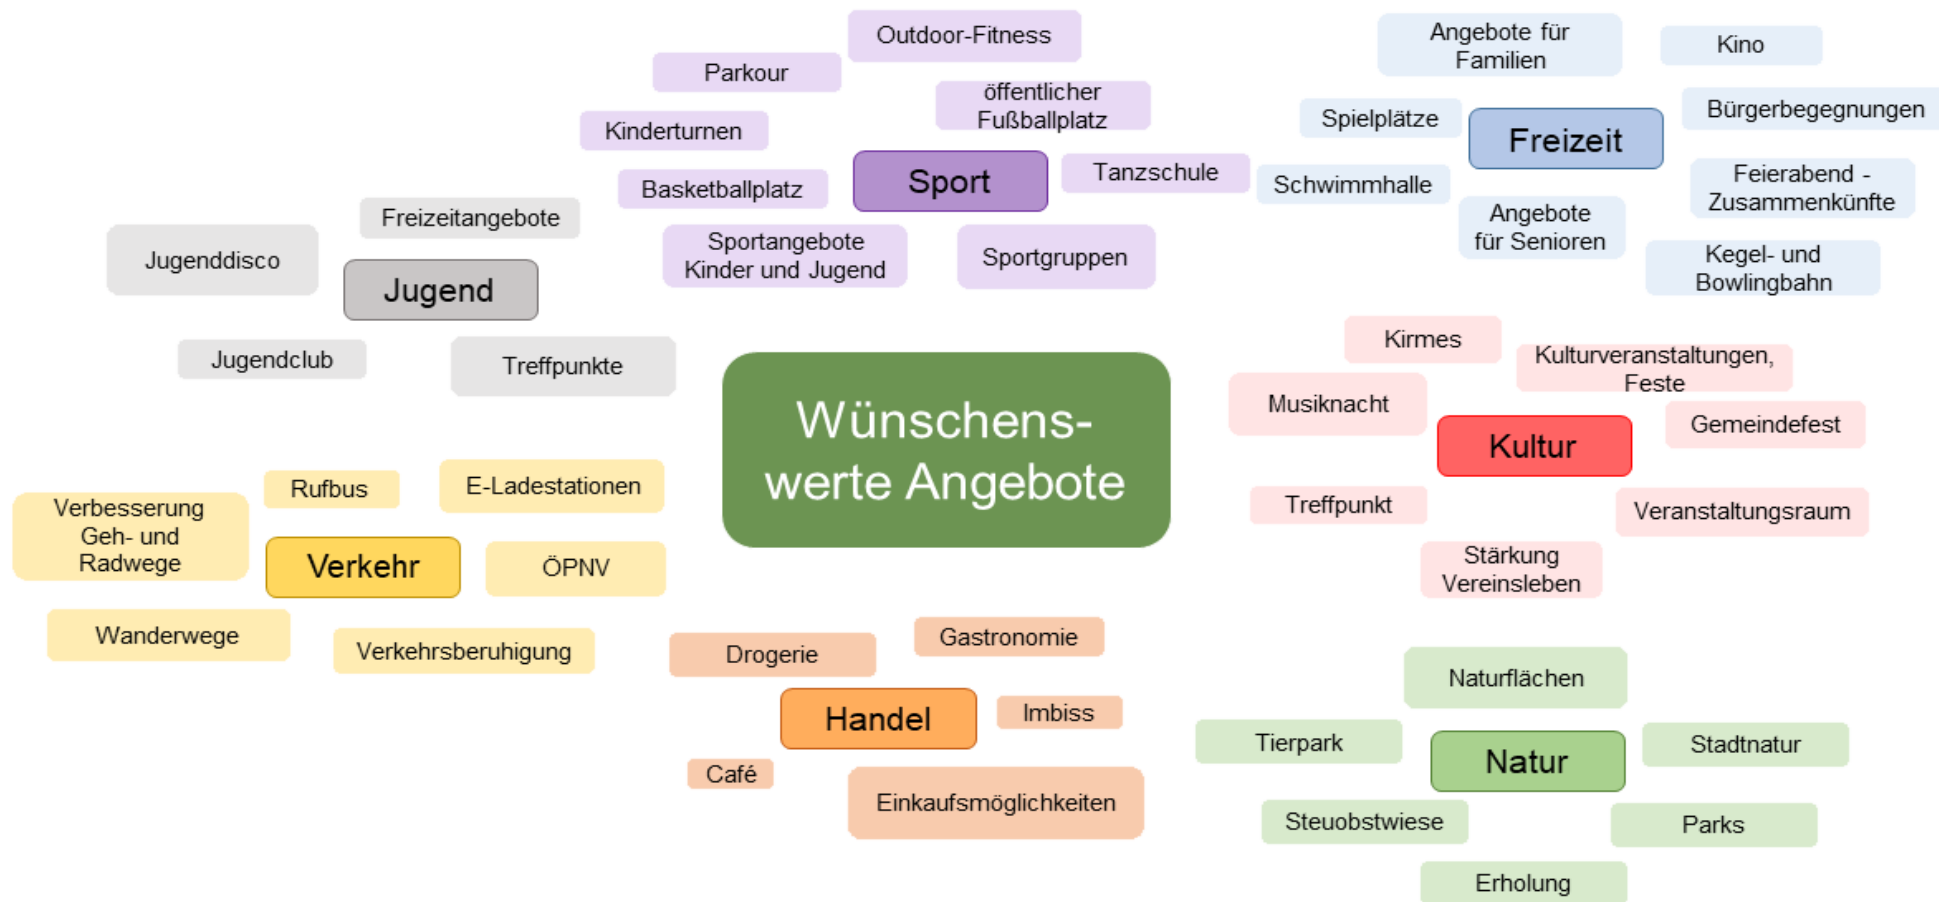 Wünschens-
werte Angebote
Jugend
Freizeitangebote
Jugenddisco
Jugendclub
Treffpunkte
Sport
Outdoor-Fitness
Parkour
öffentlicher
Fußballplatz
Kinderturnen
Tanzschule
Basketballplatz
Sportangebote
Kinder und Jugend
Sportgruppen
Freizeit
Angebote für
Familien
Kino
Spielplätze
Bürgerbegegnungen
Schwimmhalle
Feierabend -
Zusammenkünfte
Angebote
für Senioren
Kegel- und
Bowlingbahn
Kultur
Kirmes
Kulturveranstaltungen,
Feste
Musiknacht
Gemeindefest
Treffpunkt
Veranstaltungsraum
Stärkung
Vereinsleben
Verkehr
Rufbus
E-Ladestationen
Verbesserung
Geh- und
Radwege
ÖPNV
Wanderwege
Verkehrsberuhigung
Handel
Drogerie
Gastronomie
Imbiss
Café
Einkaufsmöglichkeiten
Natur
Naturflächen
Tierpark
Stadtnatur
Steuobstwiese
Parks
Erholung